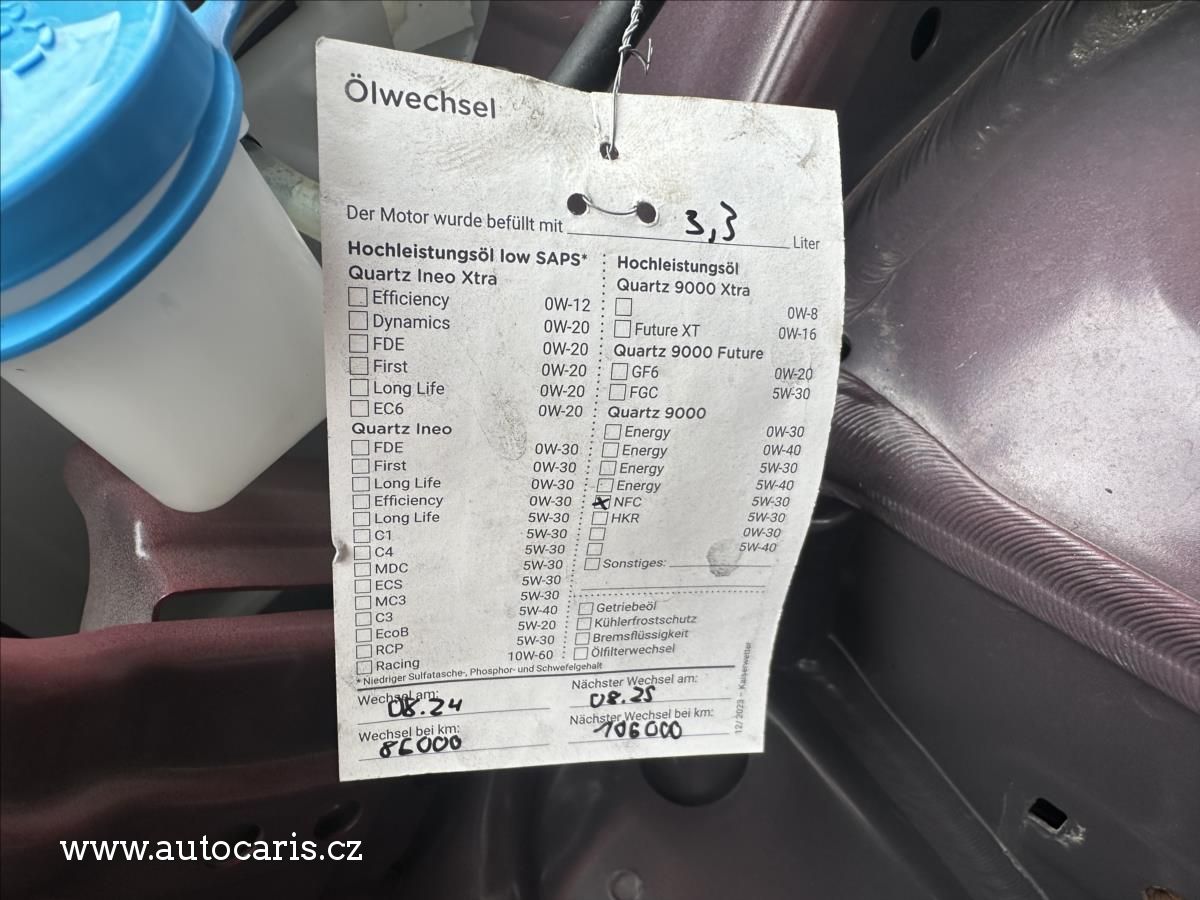 Ölwechsel
Der Motor wurde befüllt mit 3,3 Liter
Hochleistungsöl low SAPS*
Quartz Ineo Xtra
Efficiency 0W-12
Dynamics 0W-20
FDE 0W-20
First 0W-20
Long Life 0W-20
EC6 0W-20
Quartz Ineo
FDE 0W-30
First 0W-30
Long Life 0W-30
Efficiency 0W-30
Long Life 5W-30
C1 5W-30
C4 5W-30
MDC 5W-30
ECS 5W-30
MC3 5W-30
C3 5W-40
EcoB 5W-20
RCP 5W-30
Racing 10W-60
* Niedriger Sulfatasche-, Phosphor- und Schwefelgehalt
Hochleistungsöl
Quartz 9000 Xtra
0W-8
Future XT 0W-16
Quartz 9000 Future
GF6 0W-20
FGC 5W-30
Quartz 9000
Energy 0W-30
Energy 0W-40
Energy 5W-30
Energy 5W-40
NFC 5W-30
HKR 5W-30
0W-30
5W-40
Sonstiges:
Getriebeöl
Kühlerfrostschutz
Bremsflüssigkeit
Ölfilterwechsel
Wechsel am: 08.24
Nächster Wechsel am: 08.25
Wechsel bei km: 86000
Nächster Wechsel bei km: 106000
12/2023 – Kaiserwetter
www.autocaris.cz